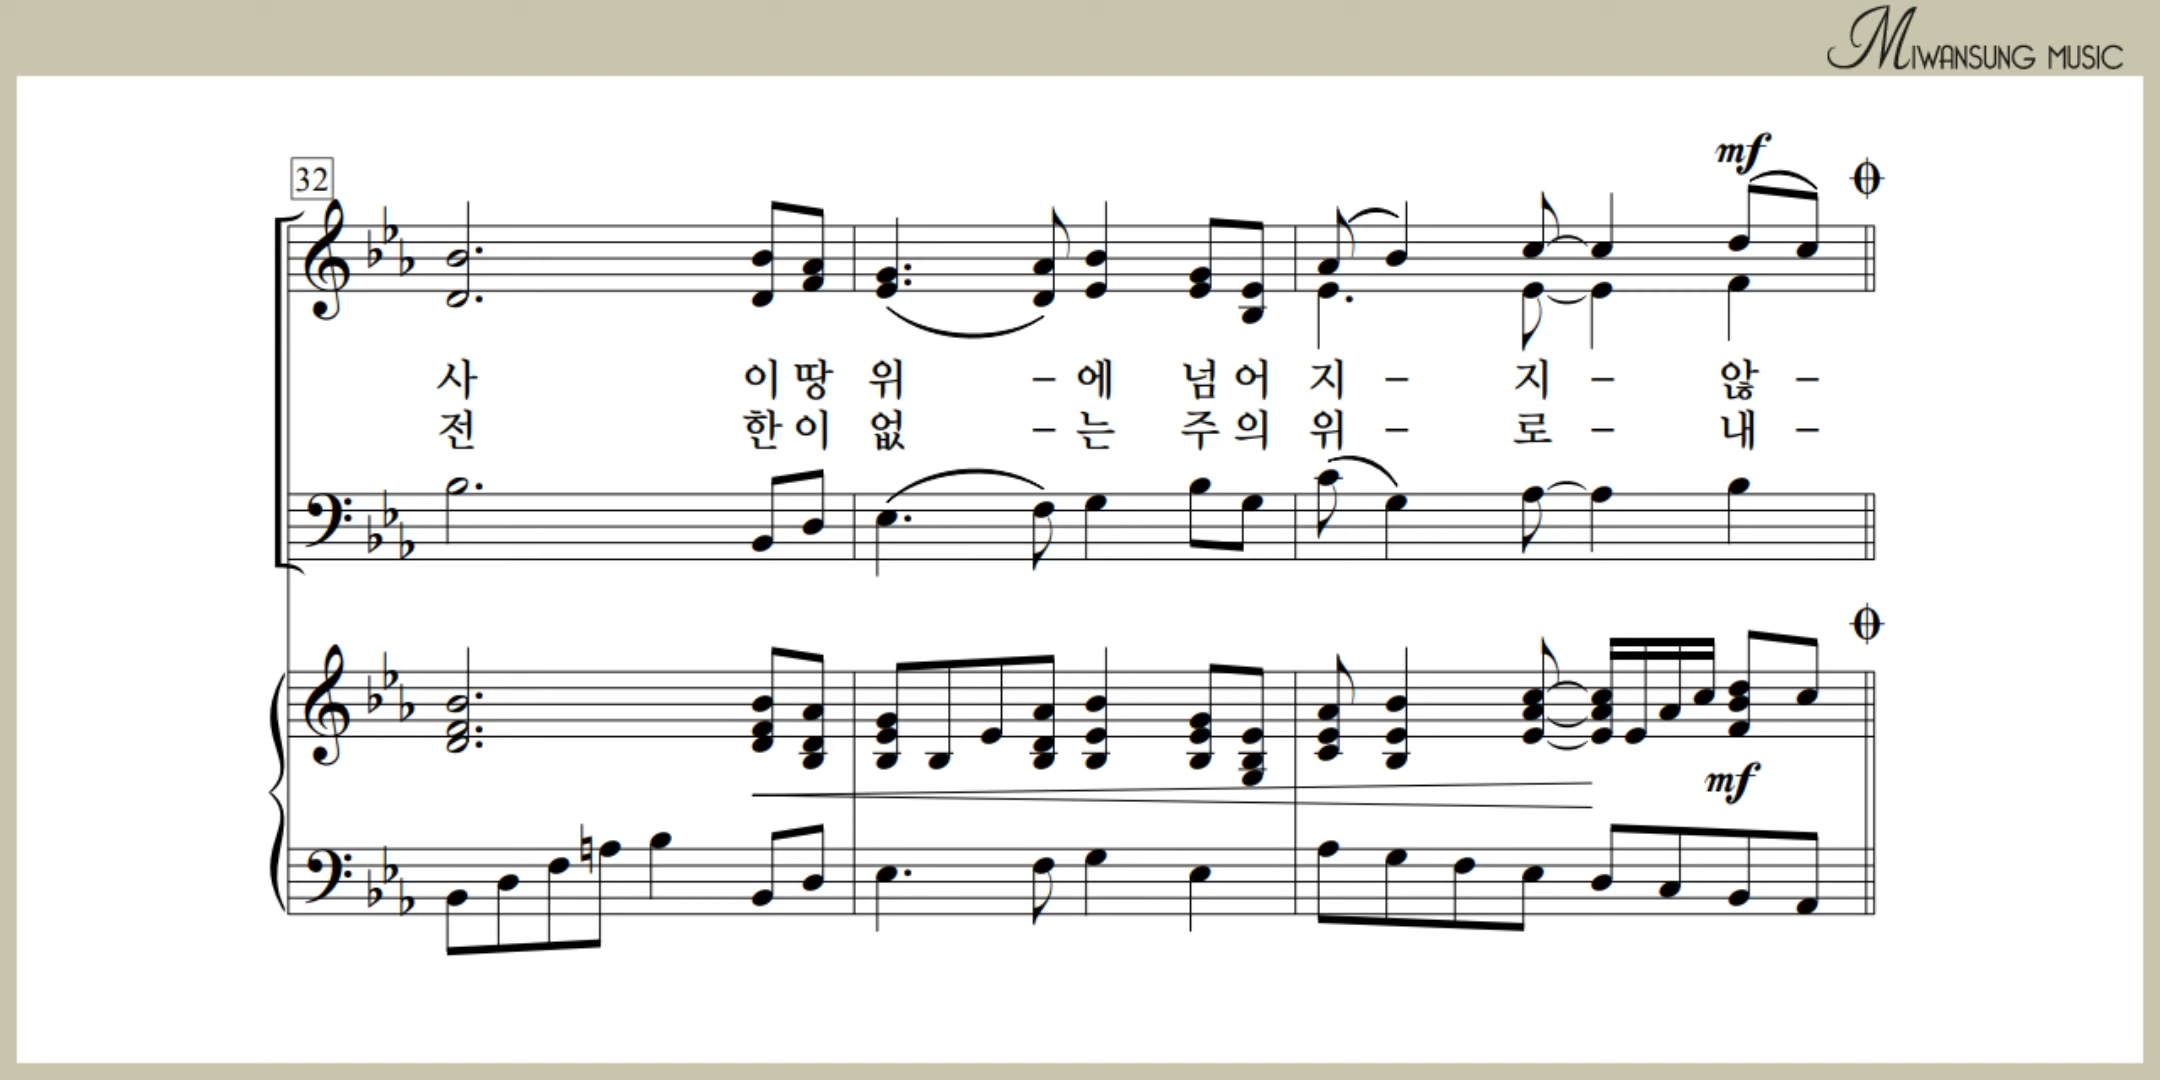 MIWANSUNG MUSIC
32
mf
사 이 땅 위 – 에 넘 어 지 – 지 – 않 –
전 한 이 없 – 는 주 의 위 – 로 – 내 –
mf